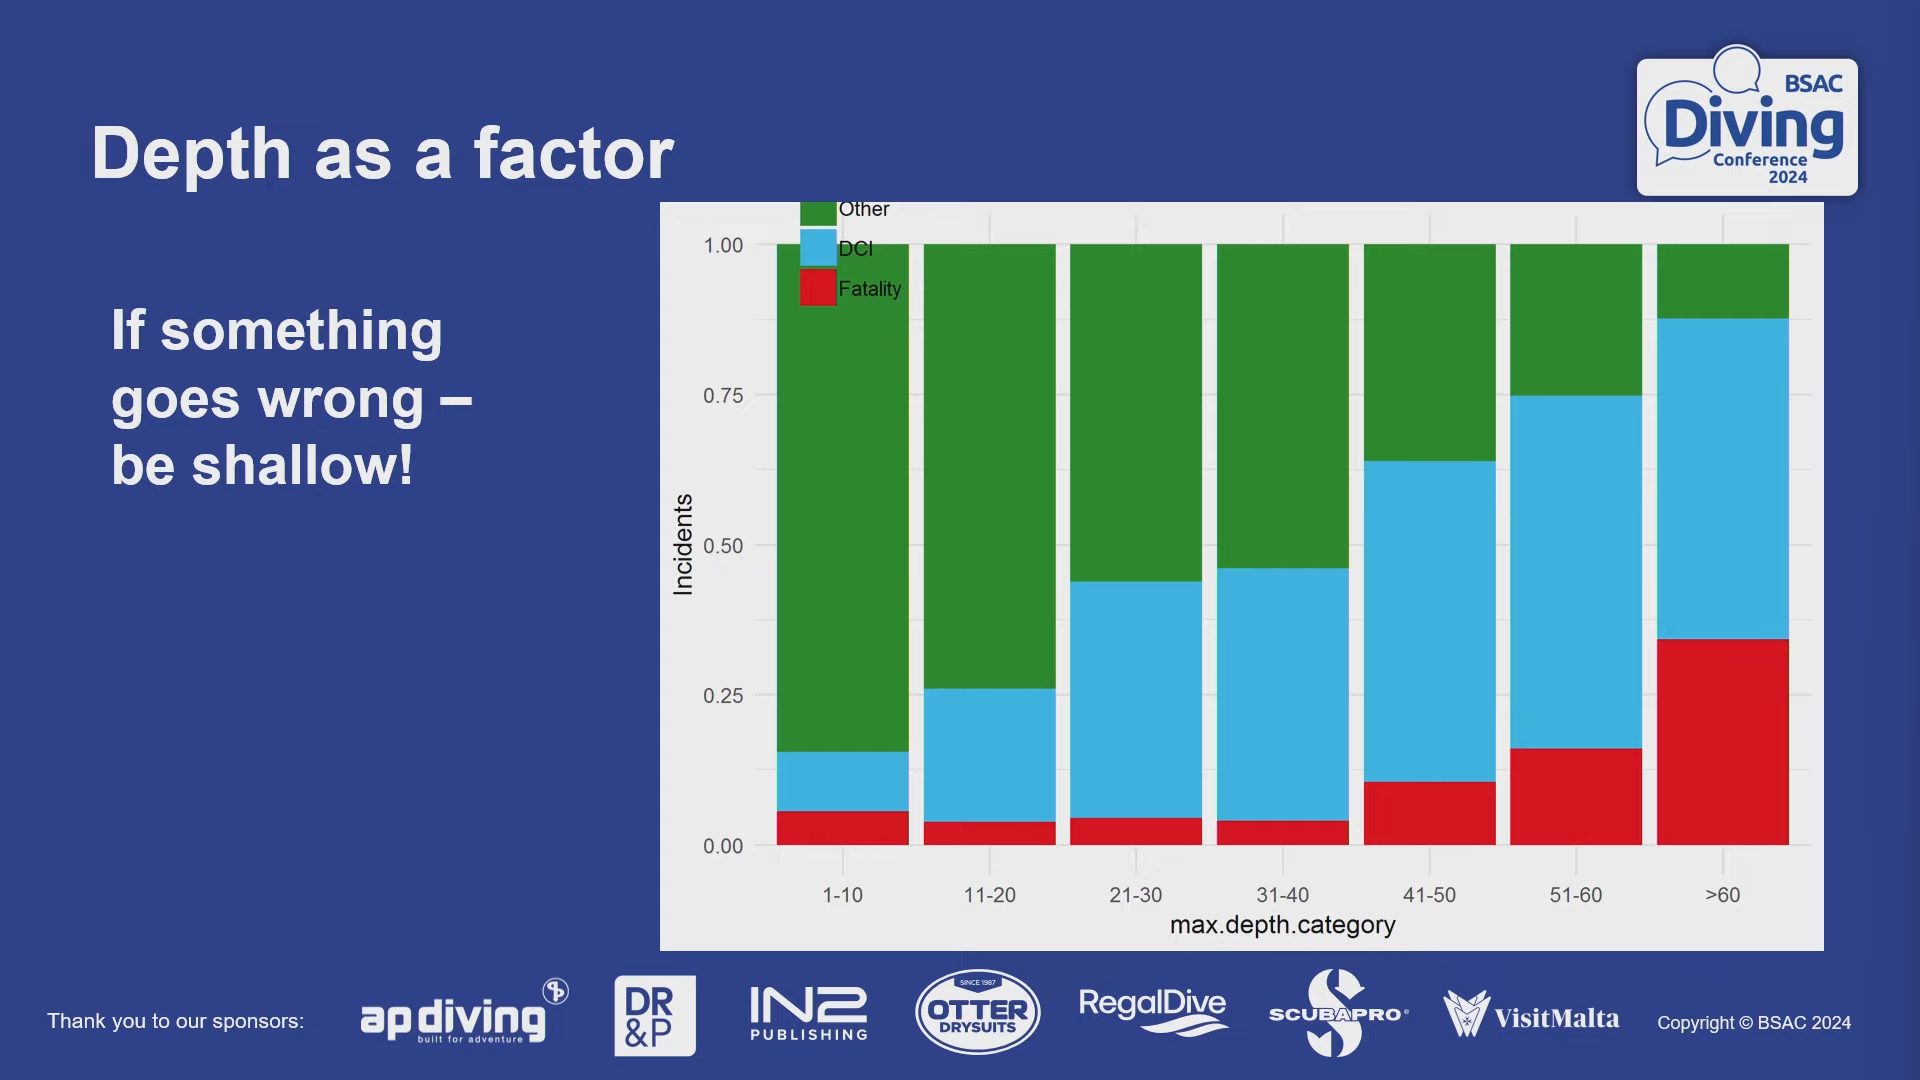 BSAC
Diving
Conference
2024
Depth as a factor
If something
goes wrong –
be shallow!
Other
DCI
Fatality
1.00
0.75
0.50
0.25
0.00
Incidents
1-10 11-20 21-30 31-40 41-50 51-60 >60
max.depth.category
Thank you to our sponsors:
apdiving
built for adventure
DR
&P
IN2
PUBLISHING
SINCE 1987
OTTER
DRYSUITS
RegalDive
SCUBAPRO®
VisitMalta
Copyright © BSAC 2024